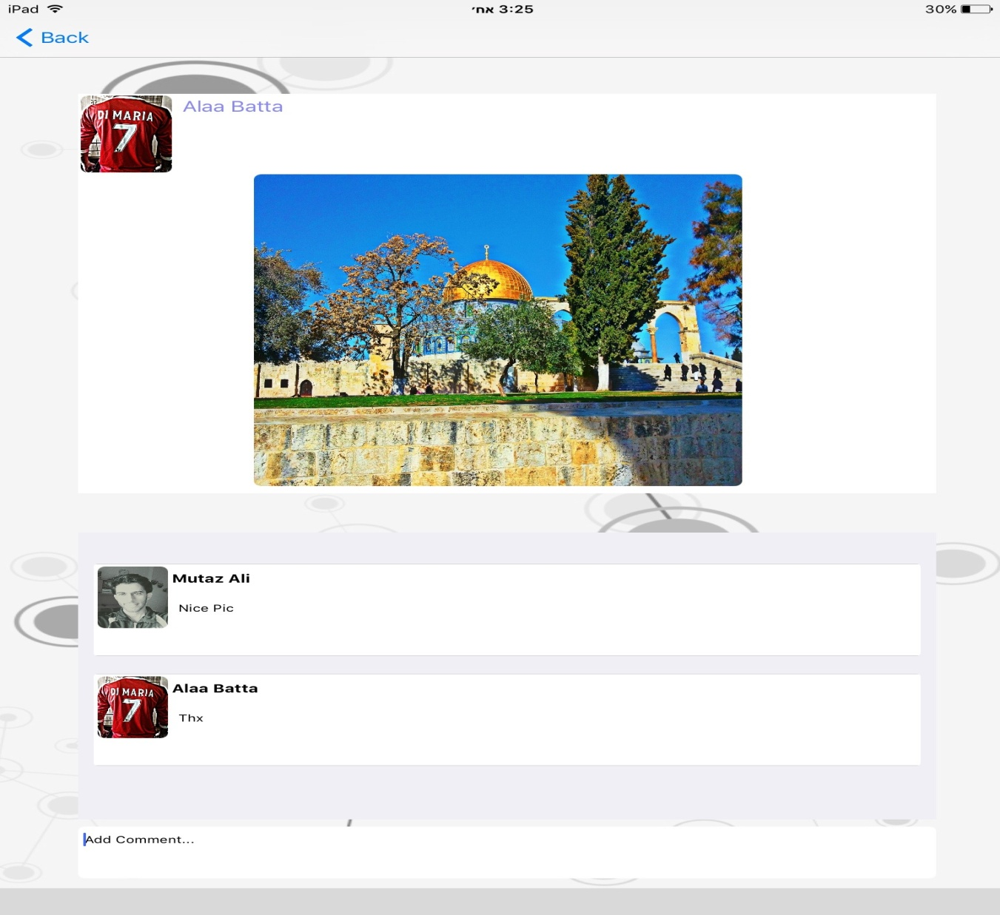 iPad
3:25 אחי
30%
Back
DI MARIA
7
Alaa Batta
Mutaz Ali
Nice Pic
DI MARIA
7
Alaa Batta
Thx
Add Comment...